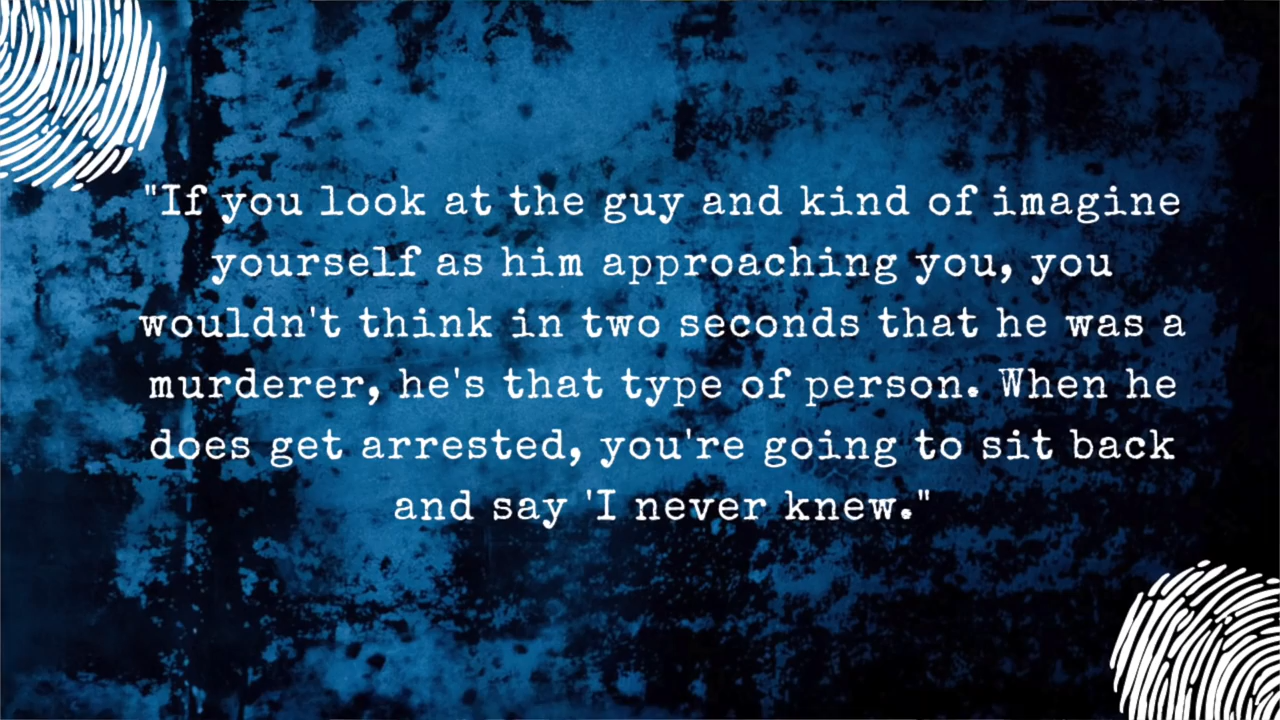 "If you look at the guy and kind of imagine
yourself as him approaching you, you
wouldn't think in two seconds that he was a
murderer, he's that type of person. When he
does get arrested, you're going to sit back
and say 'I never knew."